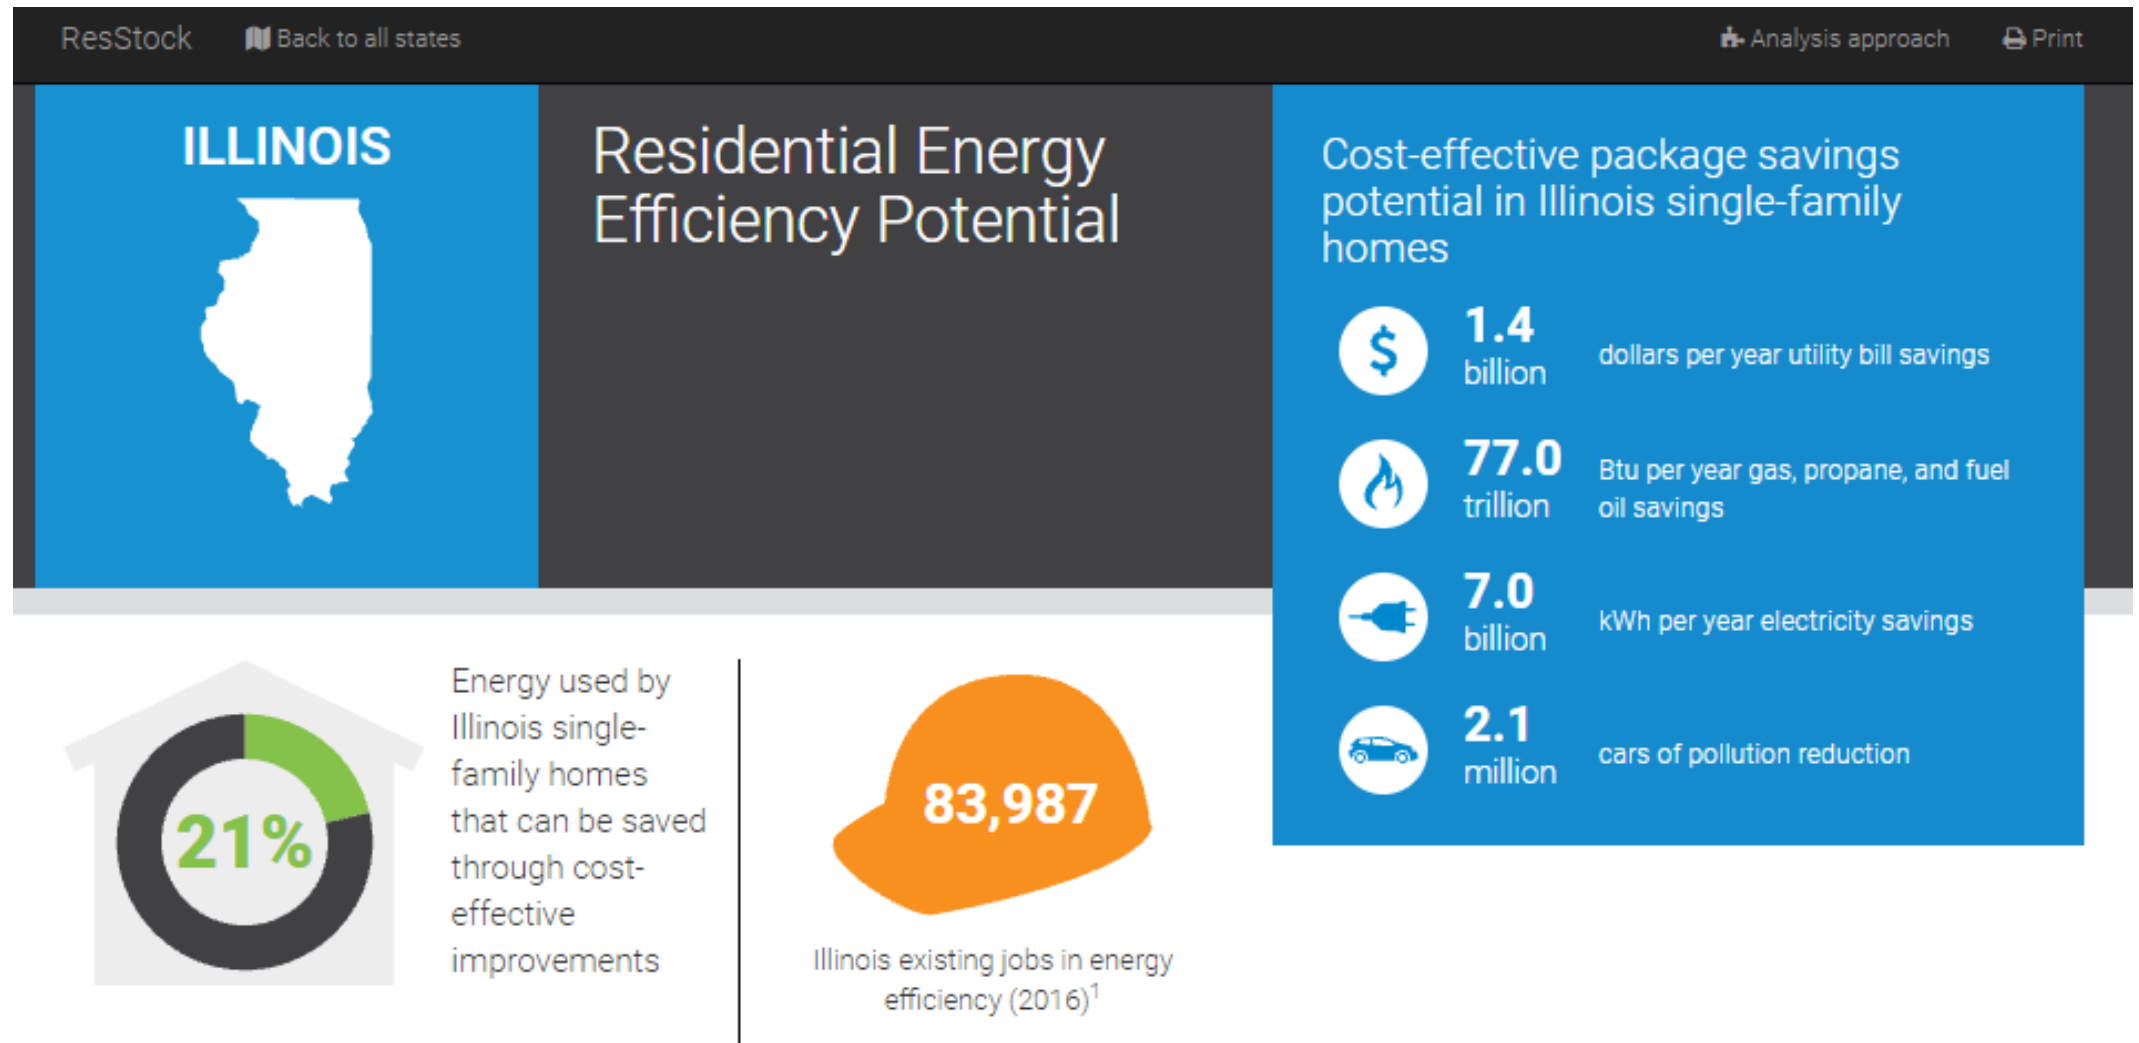 ResStock
Back to all states
Analysis approach
Print
ILLINOIS
Residential Energy
Efficiency Potential
Cost-effective package savings
potential in Illinois single-family
homes
1.4
billion
dollars per year utility bill savings
77.0
trillion
Btu per year gas, propane, and fuel
oil savings
7.0
billion
kWh per year electricity savings
2.1
million
cars of pollution reduction
21%
Energy used by
Illinois single-
family homes
that can be saved
through cost-
effective
improvements
83,987
Illinois existing jobs in energy
efficiency (2016)¹